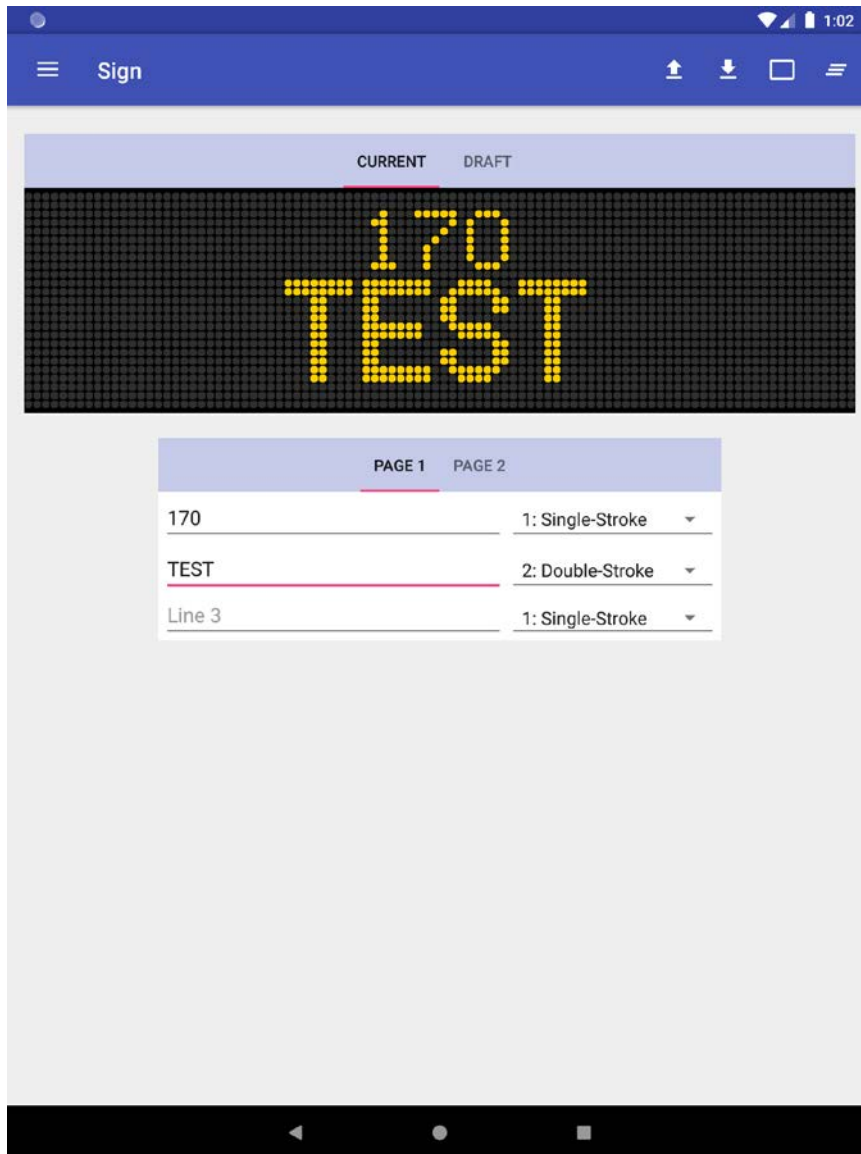 1:02
Sign
CURRENT DRAFT
170
TEST
PAGE 1 PAGE 2
170 1: Single-Stroke
TEST 2: Double-Stroke
Line 3 1: Single-Stroke